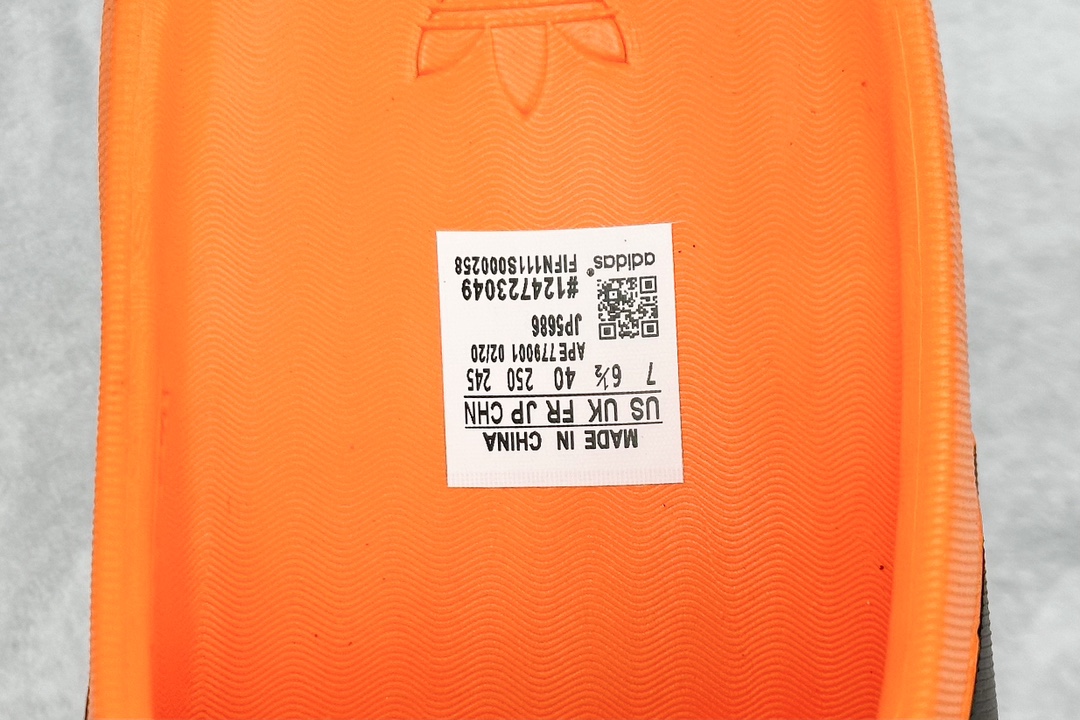 MADE IN CHINA
US UK FR JP CHN
7 6½ 40 250 245
APE779001 02/20
JP5686
#124723049
FIFN111S000258
adidas®